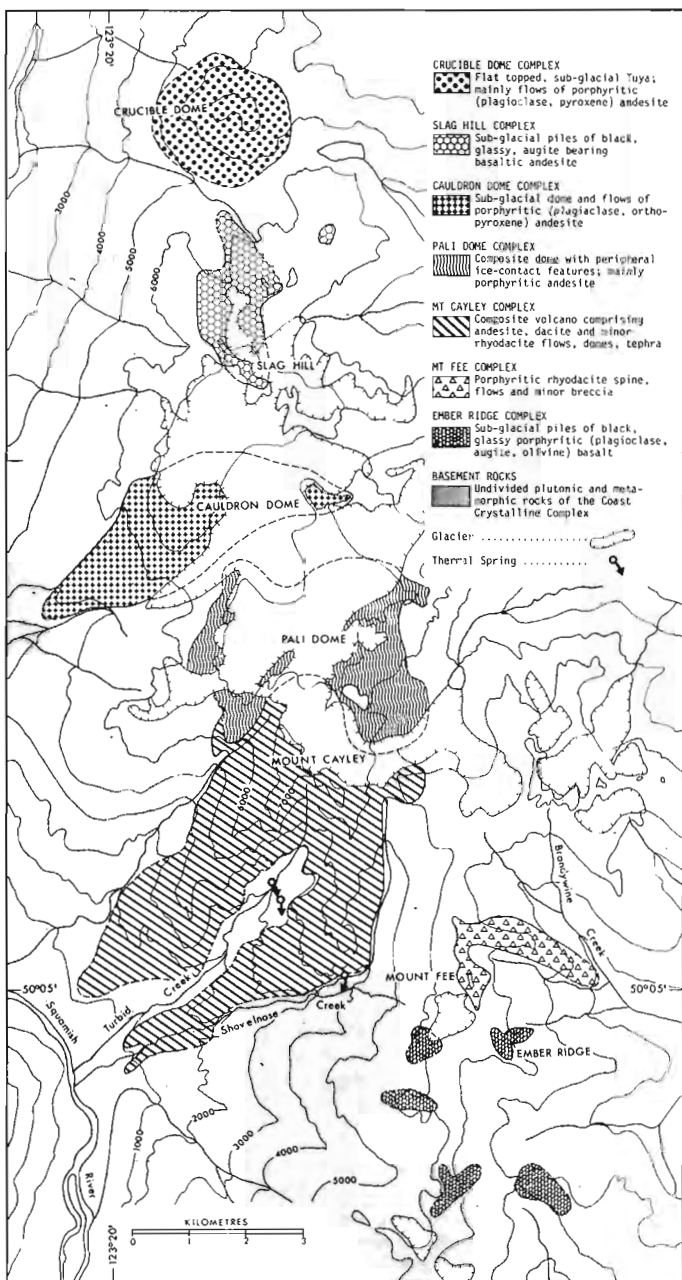 123°20'
CRUCIBLE DOME
CRUCIBLE DOME COMPLEX
Flat topped, sub-glacial Tuya;
mainly flows of porphyritic
(plagioclase, pyroxene) andesite
SLAG HILL COMPLEX
Sub-glacial piles of black,
glassy, augite bearing
basaltic andesite
CAULDRON DOME COMPLEX
Sub-glacial dome and flows of
porphyritic (plagiaclase, ortho-
pyroxene) andesite
PALI DOME COMPLEX
Composite dome with peripheral
ice-contact features; mainly
porphyritic andesite
MT CAYLEY COMPLEX
Composite volcano comprising
andesite, dacite and minor
rhyodacite flows, domes, tephra
MT FEE COMPLEX
Porphyritic rhyodacite spine,
flows and minor breccia
EMBER RIDGE COMPLEX
Sub-glacial piles of black,
glassy porphyritic (plagioclase,
augite, olivine) basalt
BASEMENT ROCKS
Undivided plutonic and meta-
morphic rocks of the Coast
Crystalline Complex
Glacier ..................
Thermal Spring ...........
3000
4000
5000
6000
SLAG HILL
CAULDRON DOME
PALI DOME
MOUNT CAYLEY
6000
7000
Brandywine
Creek
MOUNT FEE
50°05'
50°05'
Squamish
River
Turbid
Creek
Shovelnose
Creek
EMBER RIDGE
1000
2000
3000
4000
5000
KILOMETRES
0 1 2 3
123°20'